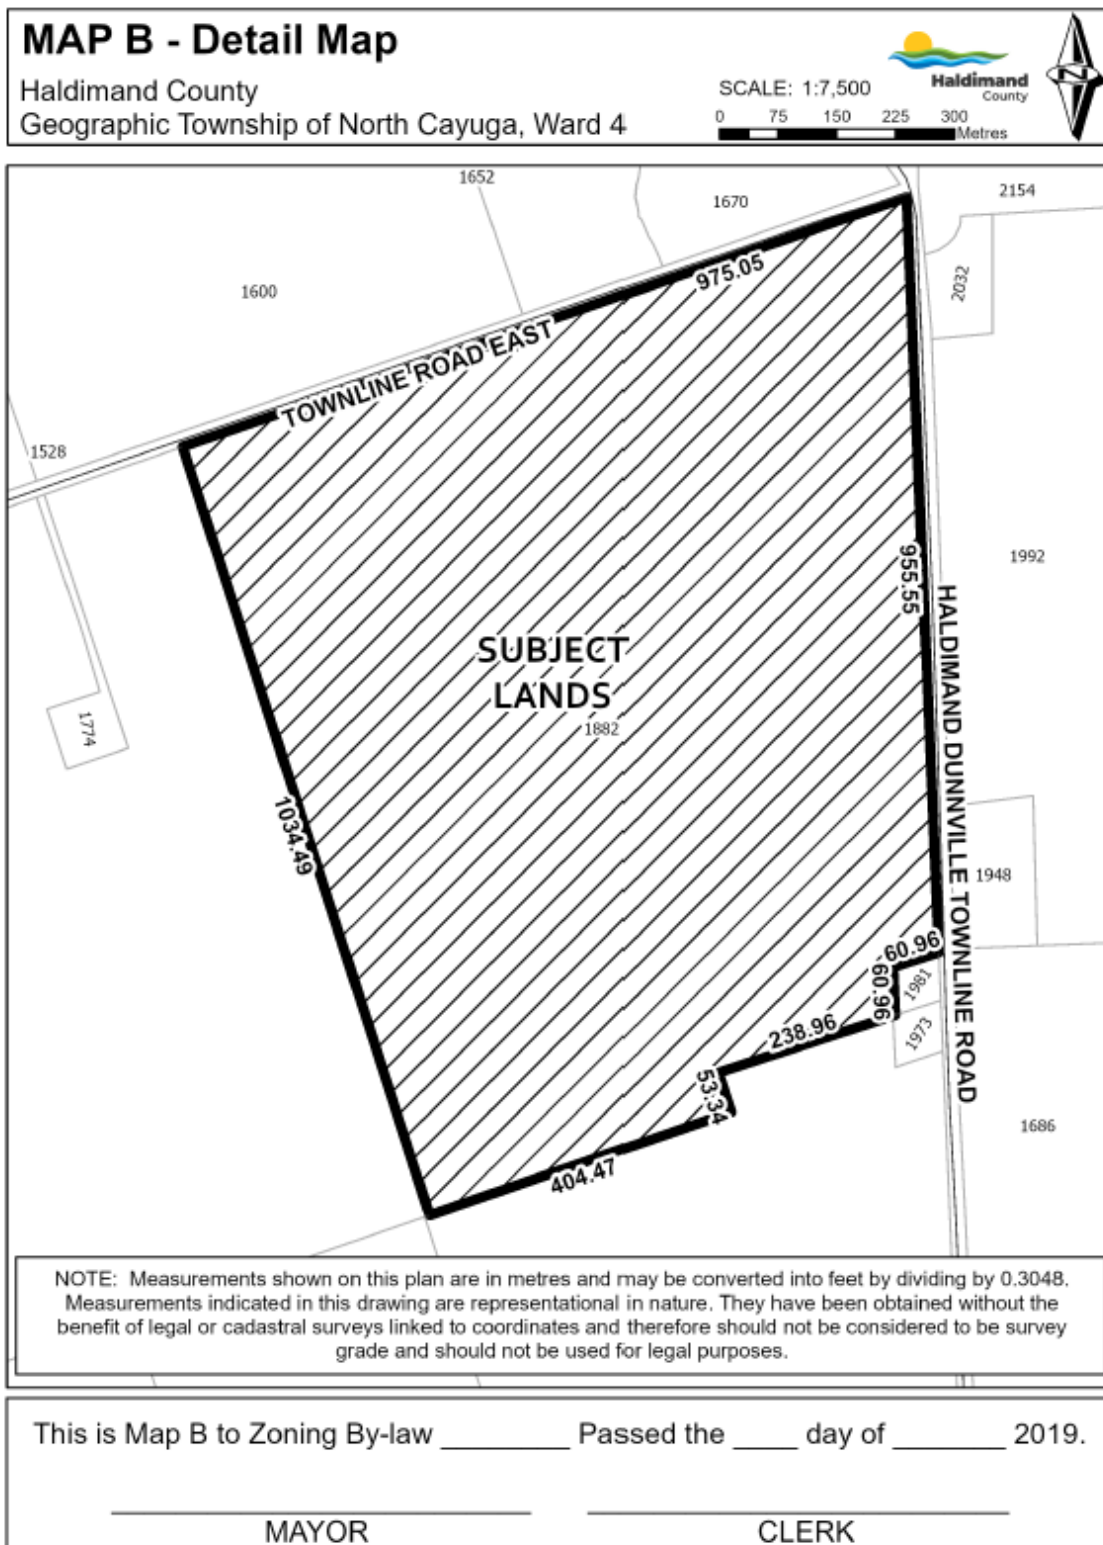 MAP B - Detail Map
Haldimand County
Geographic Township of North Cayuga, Ward 4
SCALE: 1:7,500
0 75 150 225 300
Metres
Haldimand
County
N
1652
1670
2154
2032
1600
975.05
TOWNLINE ROAD EAST
1528
1992
955.55
HALDIMAND DUNNVILLE TOWNLINE ROAD
SUBJECT
LANDS
1882
1774
1034.49
1948
60.96
1981
60.96
1973
238.96
53.34
1686
404.47
NOTE: Measurements shown on this plan are in metres and may be converted into feet by dividing by 0.3048.
Measurements indicated in this drawing are representational in nature. They have been obtained without the
benefit of legal or cadastral surveys linked to coordinates and therefore should not be considered to be survey
grade and should not be used for legal purposes.
This is Map B to Zoning By-law ________ Passed the ____ day of _______ 2019.
MAYOR CLERK